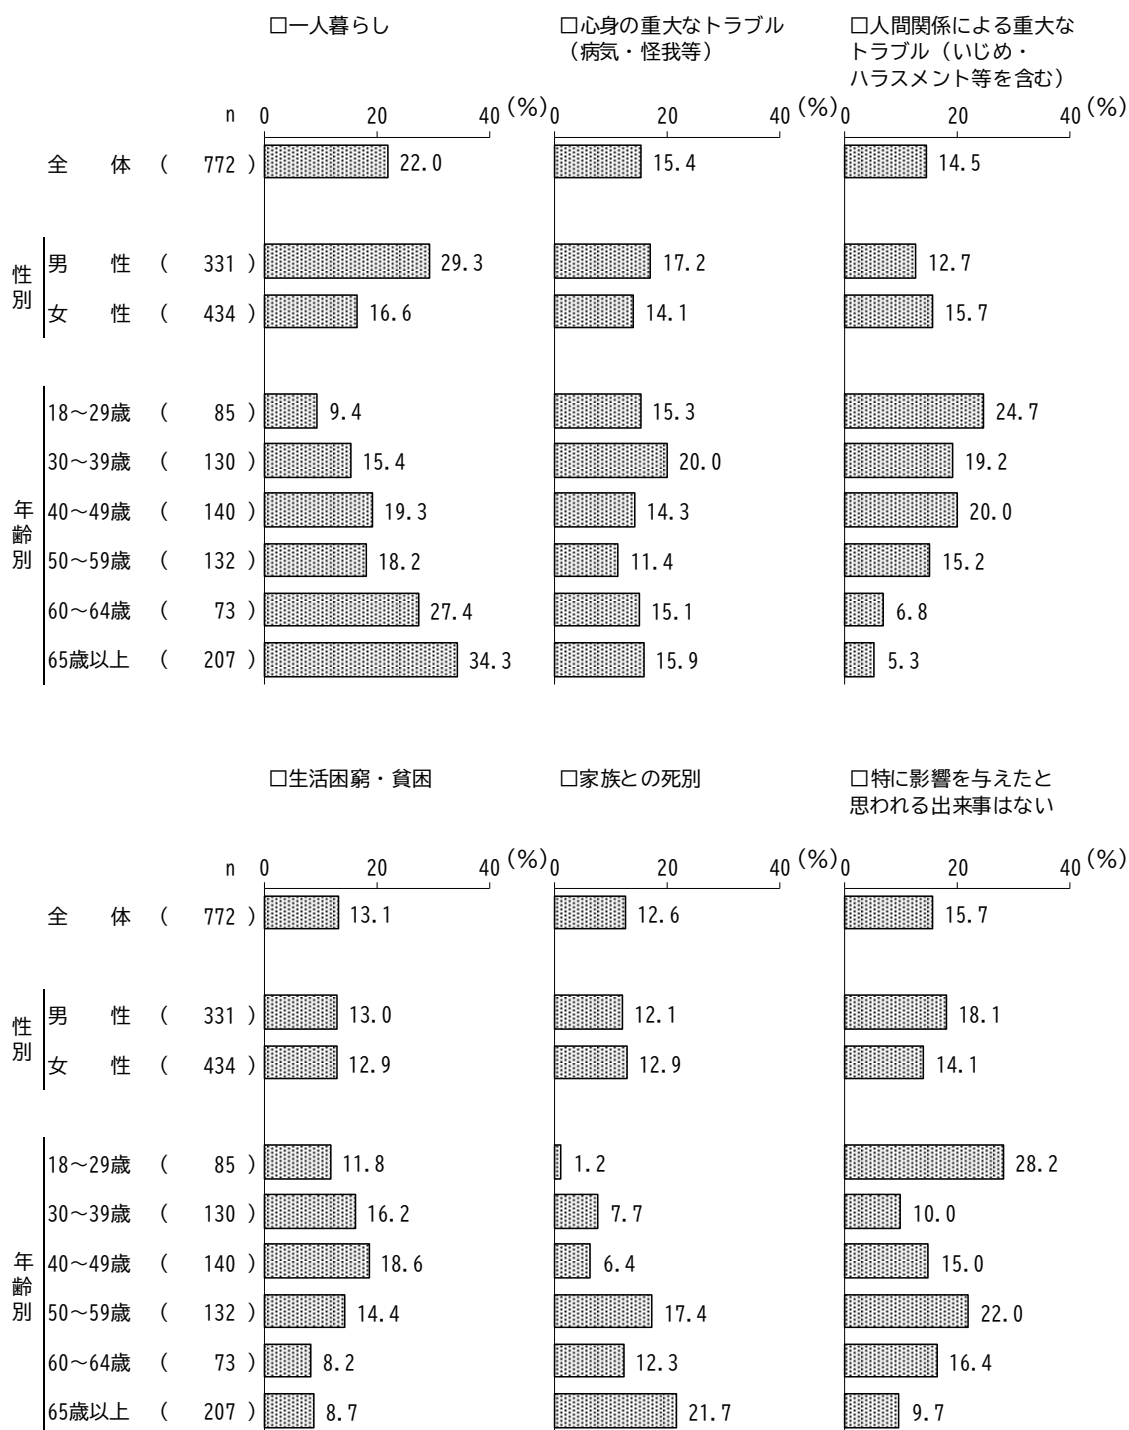 □一人暮らし □心身の重大なトラブル □人間関係による重大な
（病気・怪我等） トラブル（いじめ・
ハラスメント等を含む）
n 0 20 40 (%) 0 20 40 (%) 0 20 40 (%)
全 体 ( 772 ) 22.0 15.4 14.5
性別
男 性 ( 331 ) 29.3 17.2 12.7
女 性 ( 434 ) 16.6 14.1 15.7
年齢別
18～29歳 ( 85 ) 9.4 15.3 24.7
30～39歳 ( 130 ) 15.4 20.0 19.2
40～49歳 ( 140 ) 19.3 14.3 20.0
50～59歳 ( 132 ) 18.2 11.4 15.2
60～64歳 ( 73 ) 27.4 15.1 6.8
65歳以上 ( 207 ) 34.3 15.9 5.3
□生活困窮・貧困 □家族との死別 □特に影響を与えたと
思われる出来事はない
n 0 20 40 (%) 0 20 40 (%) 0 20 40 (%)
全 体 ( 772 ) 13.1 12.6 15.7
性別
男 性 ( 331 ) 13.0 12.1 18.1
女 性 ( 434 ) 12.9 12.9 14.1
年齢別
18～29歳 ( 85 ) 11.8 1.2 28.2
30～39歳 ( 130 ) 16.2 7.7 10.0
40～49歳 ( 140 ) 18.6 6.4 15.0
50～59歳 ( 132 ) 14.4 17.4 22.0
60～64歳 ( 73 ) 8.2 12.3 16.4
65歳以上 ( 207 ) 8.7 21.7 9.7